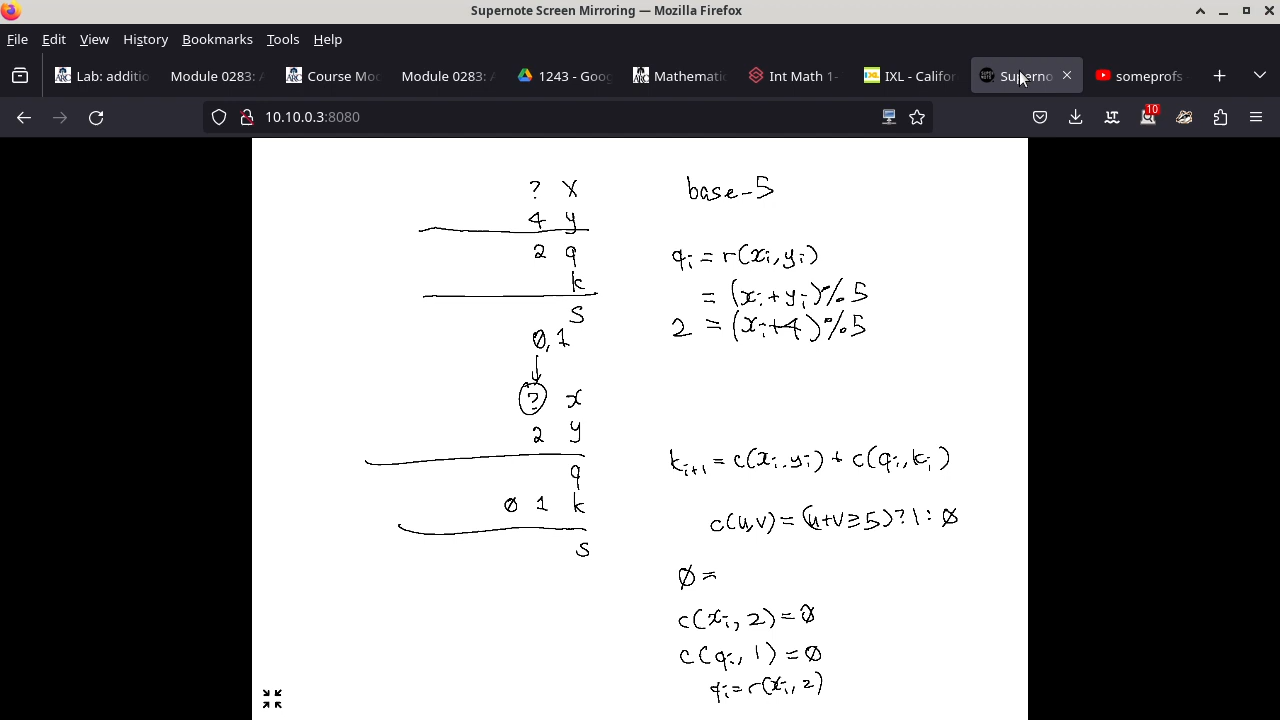 Supernote Screen Mirroring — Mozilla Firefox
File Edit View History Bookmarks Tools Help
Lab: additio Module 0283: A Course Mod Module 0283: A 1243 – Goog Mathemati Int Math 1- IXL - Califor Superno someprofs -
10.10.0.3:8080 10
? X
4 y
2 q
k
s
0, 1
? x
2 y
q
0 1 k
s
base-5
qᵢ = r(xᵢ, yᵢ)
= (xᵢ + yᵢ) % 5
2 = (xᵢ+4) % 5
kᵢ₊₁ = c(xᵢ, yᵢ) + c(qᵢ, kᵢ)
c(u,v) = (u+v ≥ 5) ? 1 : 0
0 =
c(xᵢ, 2) = 0
c(qᵢ, 1) = 0
qᵢ = r(xᵢ, 2)